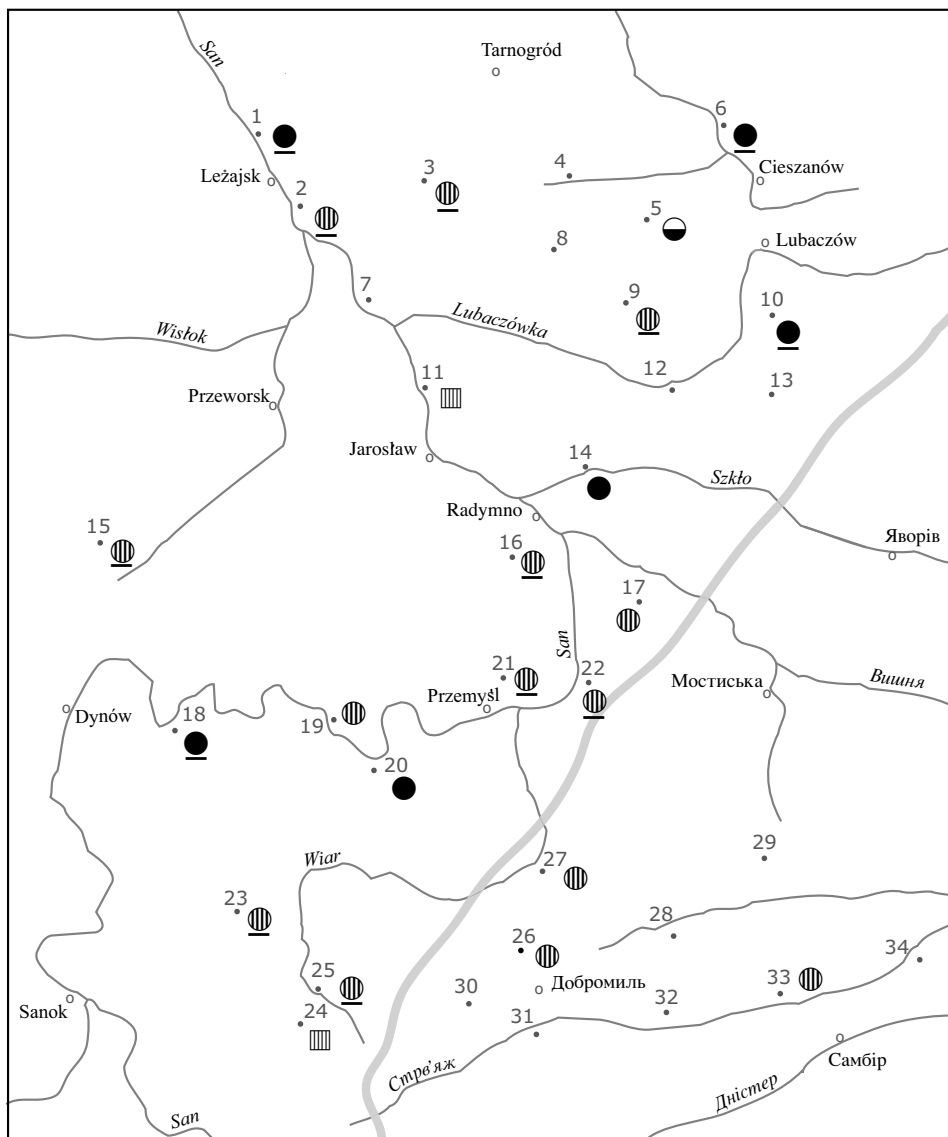 San
Tarnogród
1
6
3
4
Leżajsk
Cieszanów
2
5
8
Lubaczów
7
9
10
Wisłok
Lubaczówka
11
12
13
Przeworsk
Jarosław
14
Szkło
Radymno
15
16
Яворів
17
San
21
22
Мостиська
Вишня
Przemyśl
Dynów
18
19
20
Wiar
27
29
23
28
26
34
25
33
Добромиль
30
32
Sanok
24
31
Стрв'яж
Самбір
Дністер
San